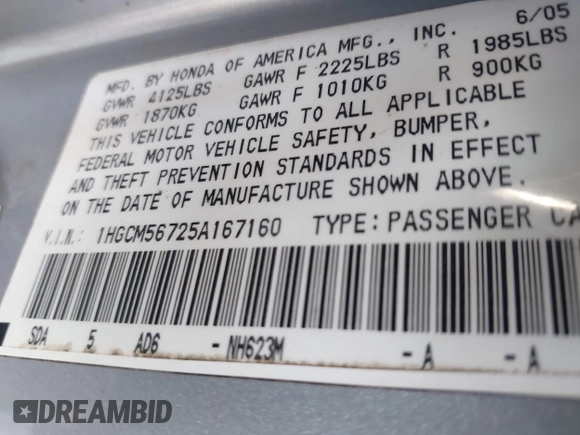 MFD. BY HONDA OF AMERICA MFG., INC. 6/05
GVWR 4125LBS GAWR F 2225LBS R 1985LBS
GVWR 1870KG GAWR F 1010KG R 900KG
THIS VEHICLE CONFORMS TO ALL APPLICABLE
FEDERAL MOTOR VEHICLE SAFETY, BUMPER,
AND THEFT PREVENTION STANDARDS IN EFFECT
ON THE DATE OF MANUFACTURE SHOWN ABOVE.
V.I.N.: 1HGCM56725A167160 TYPE: PASSENGER CA
SDA 5 AD6 - NH623M - A - A
DREAMBID